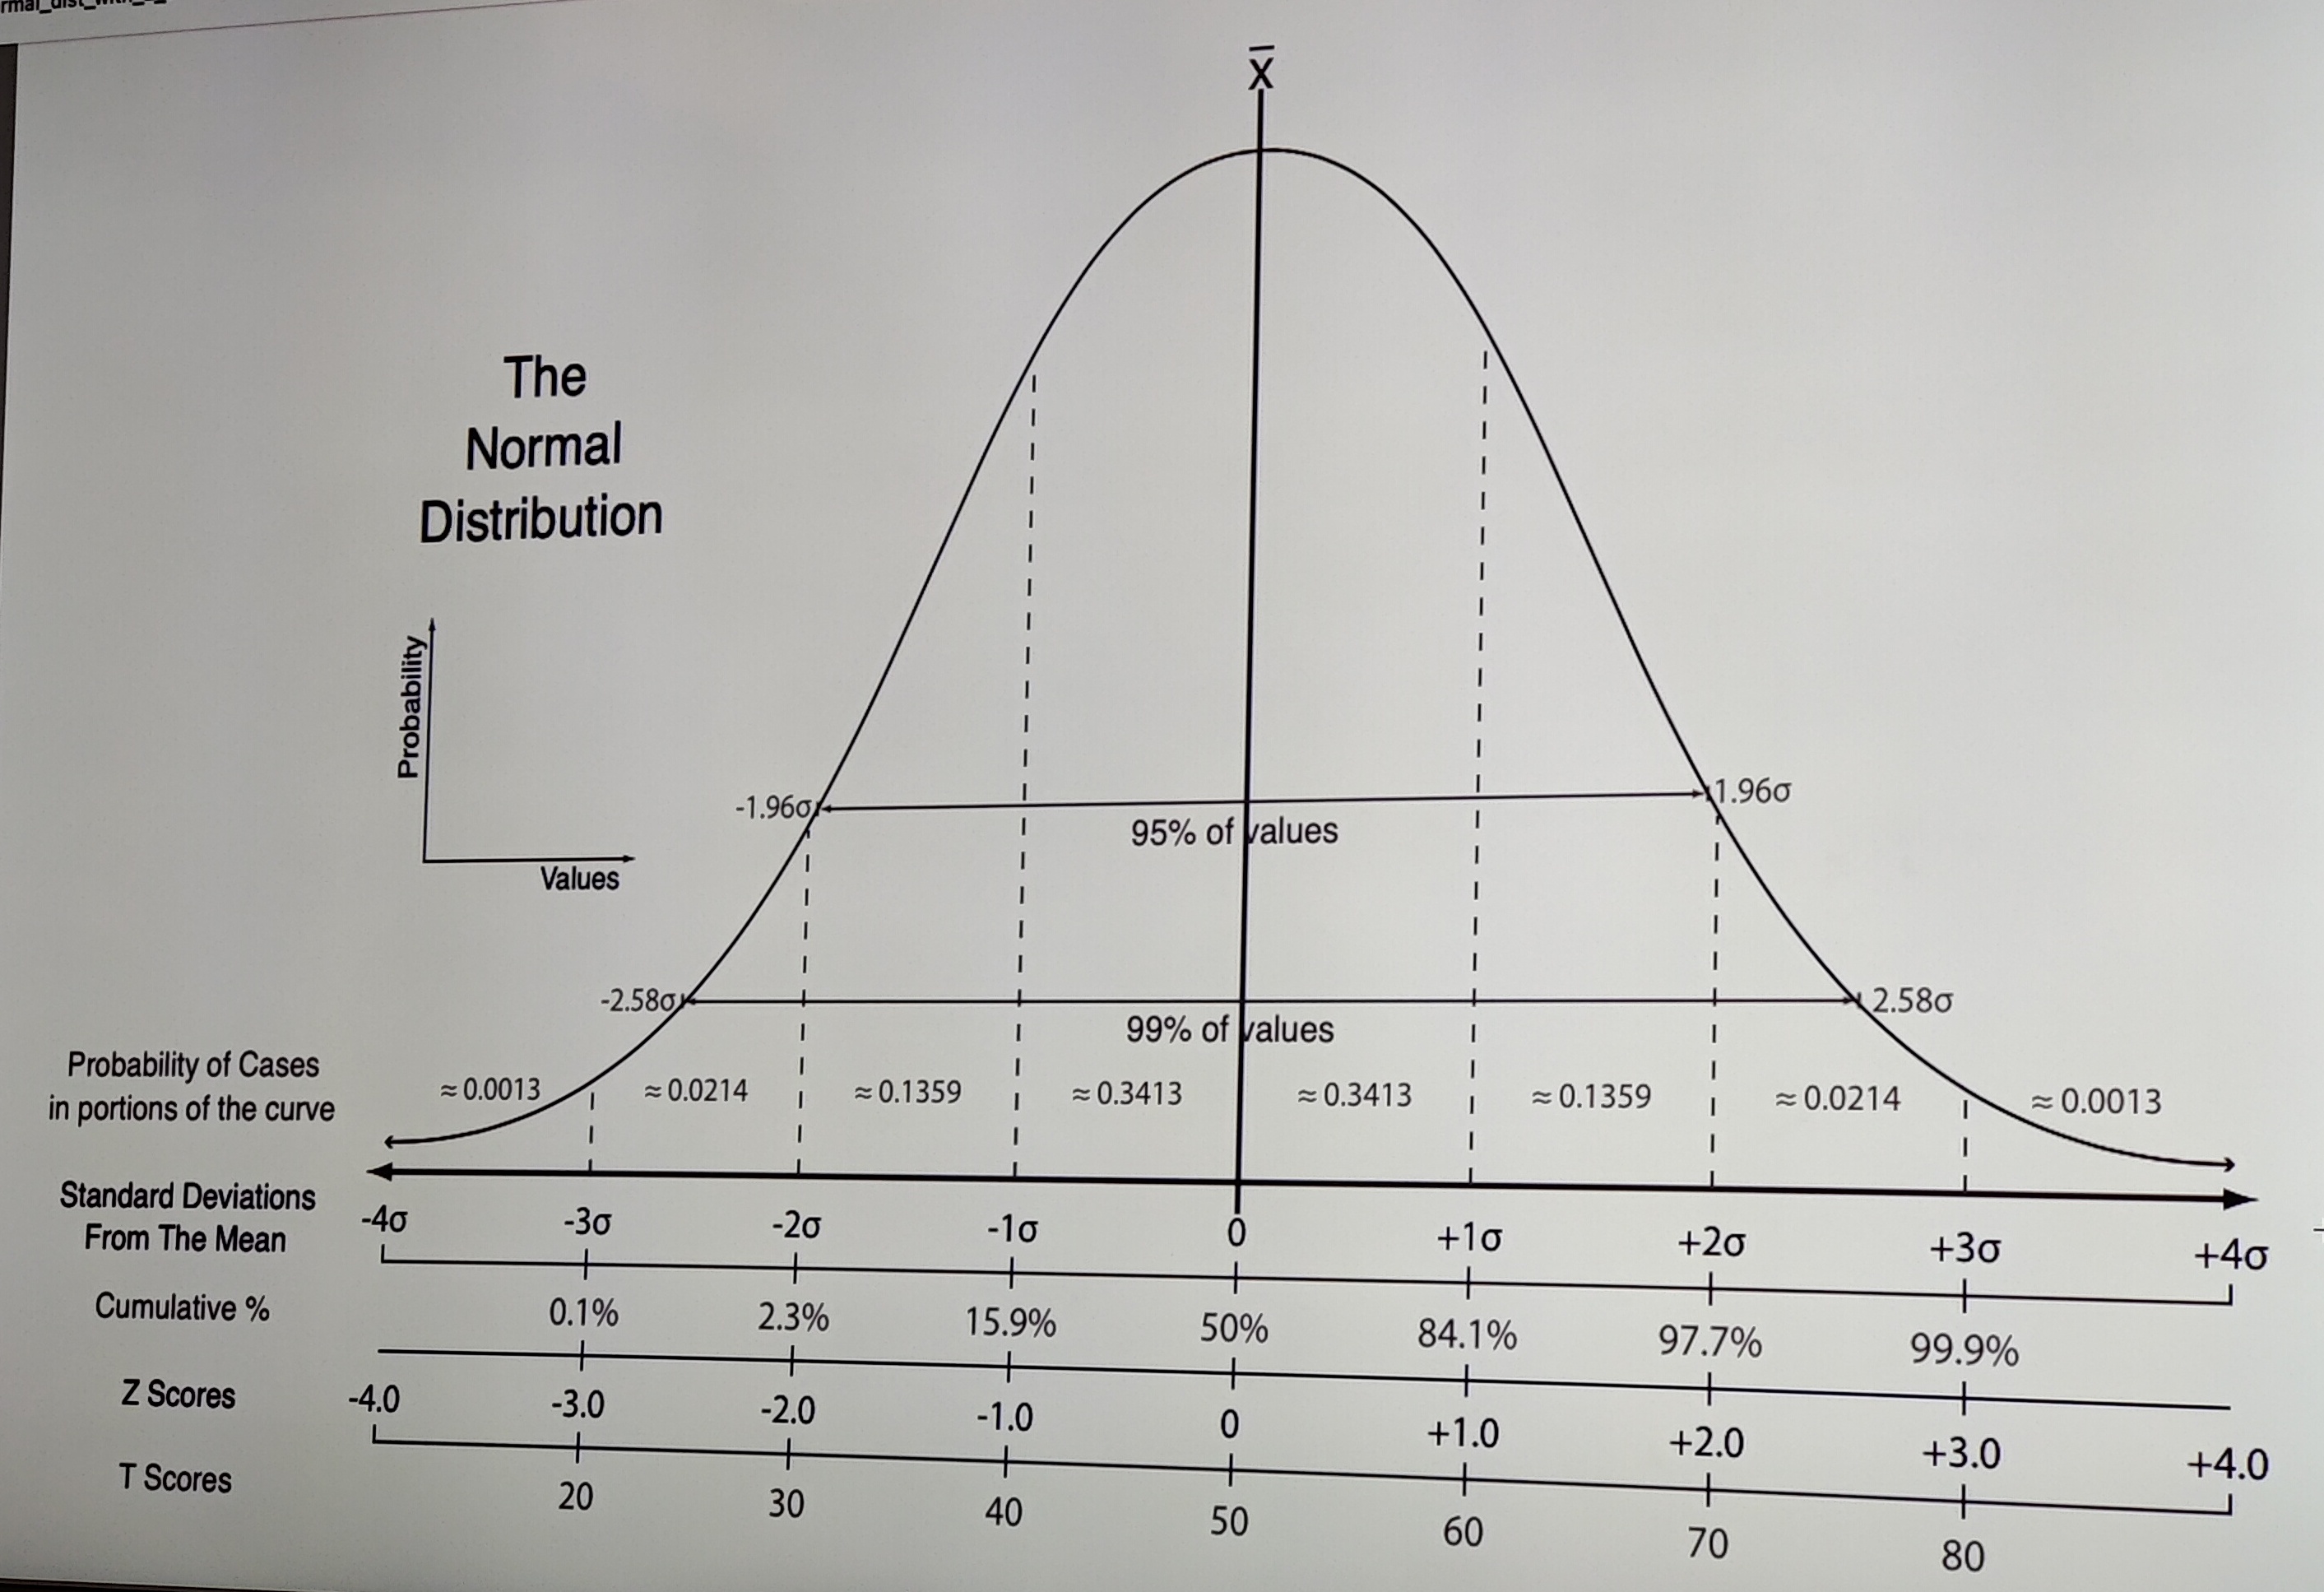 X̄
The
Normal
Distribution
Probability
Values
-1.96σ
1.96σ
95% of values
-2.58σ
2.58σ
99% of values
Probability of Cases
in portions of the curve
≈ 0.0013 ≈ 0.0214 ≈ 0.1359 ≈ 0.3413 ≈ 0.3413 ≈ 0.1359 ≈ 0.0214 ≈ 0.0013
Standard Deviations
From The Mean
-4σ -3σ -2σ -1σ 0 +1σ +2σ +3σ +4σ
Cumulative % 0.1% 2.3% 15.9% 50% 84.1% 97.7% 99.9%
Z Scores -4.0 -3.0 -2.0 -1.0 0 +1.0 +2.0 +3.0 +4.0
T Scores 20 30 40 50 60 70 80